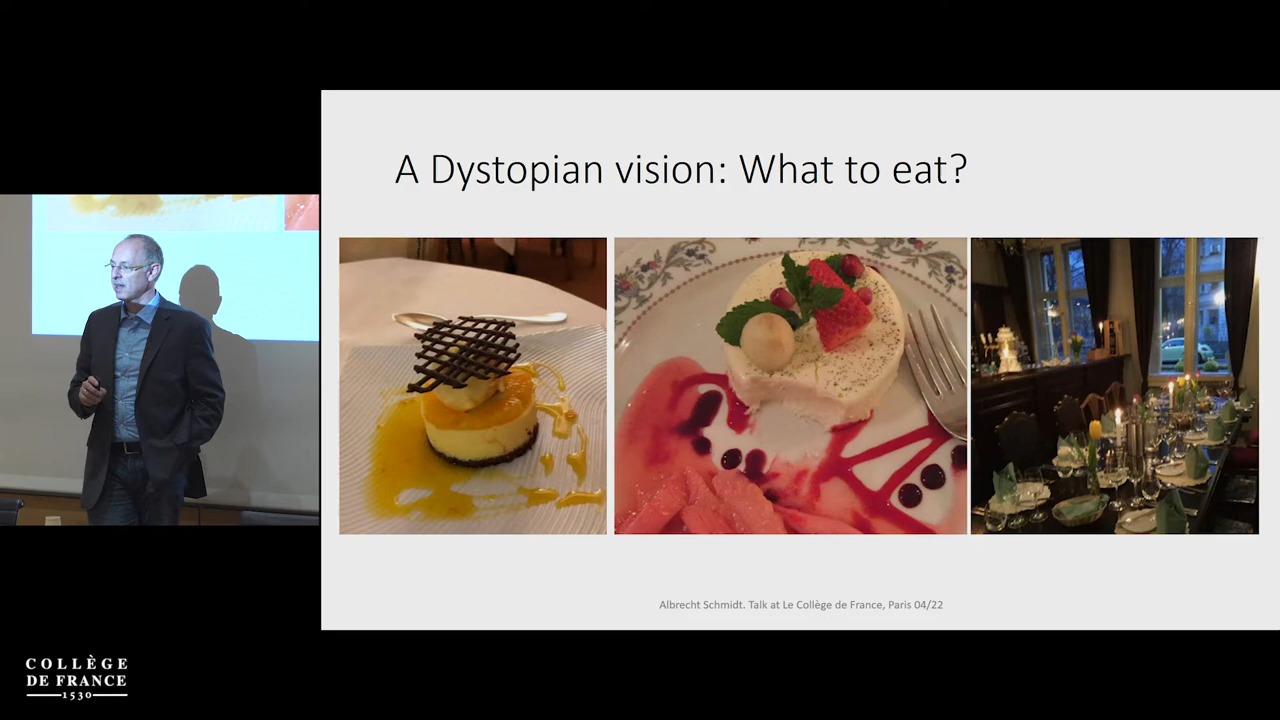 A Dystopian vision: What to eat?
Albrecht Schmidt. Talk at Le Collège de France, Paris 04/22
COLLÈGE
DE FRANCE
1530